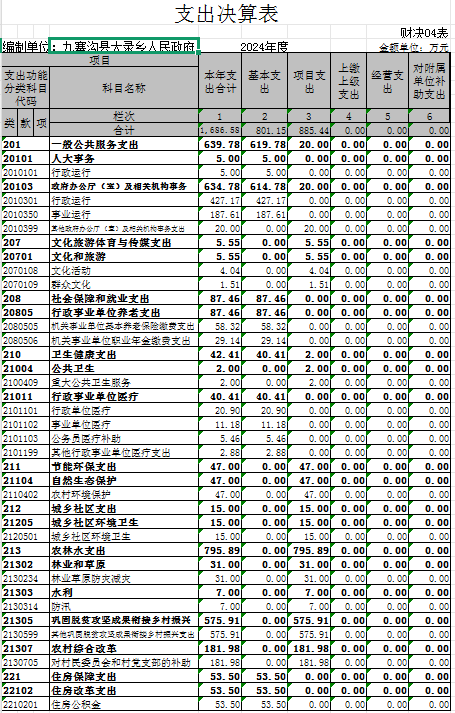 支出决算表
财决04表
编制单位：九寨沟县大录乡人民政府 2024年度 金额单位：万元
项目 本年支出合计 基本支出 项目支出 上缴上级支出 经营支出 对附属单位补助支出
支出功能分类科目代码 科目名称
类 款 项 栏次 1 2 3 4 5 6
合计 1,686.58 801.15 885.44 0.00 0.00 0.00
201 一般公共服务支出 639.78 619.78 20.00 0.00 0.00 0.00
20101 人大事务 5.00 5.00 0.00 0.00 0.00 0.00
2010101 行政运行 5.00 5.00 0.00 0.00 0.00 0.00
20103 政府办公厅（室）及相关机构事务 634.78 614.78 20.00 0.00 0.00 0.00
2010301 行政运行 427.17 427.17 0.00 0.00 0.00 0.00
2010350 事业运行 187.61 187.61 0.00 0.00 0.00 0.00
2010399 其他政府办公厅（室）及相关机构事务支出 20.00 0.00 20.00 0.00 0.00 0.00
207 文化旅游体育与传媒支出 5.55 0.00 5.55 0.00 0.00 0.00
20701 文化和旅游 5.55 0.00 5.55 0.00 0.00 0.00
2070108 文化活动 4.04 0.00 4.04 0.00 0.00 0.00
2070109 群众文化 1.51 0.00 1.51 0.00 0.00 0.00
208 社会保障和就业支出 87.46 87.46 0.00 0.00 0.00 0.00
20805 行政事业单位养老支出 87.46 87.46 0.00 0.00 0.00 0.00
2080505 机关事业单位基本养老保险缴费支出 58.32 58.32 0.00 0.00 0.00 0.00
2080506 机关事业单位职业年金缴费支出 29.14 29.14 0.00 0.00 0.00 0.00
210 卫生健康支出 42.41 40.41 2.00 0.00 0.00 0.00
21004 公共卫生 2.00 0.00 2.00 0.00 0.00 0.00
2100409 重大公共卫生服务 2.00 0.00 2.00 0.00 0.00 0.00
21011 行政事业单位医疗 40.41 40.41 0.00 0.00 0.00 0.00
2101101 行政单位医疗 20.90 20.90 0.00 0.00 0.00 0.00
2101102 事业单位医疗 11.18 11.18 0.00 0.00 0.00 0.00
2101103 公务员医疗补助 5.46 5.46 0.00 0.00 0.00 0.00
2101199 其他行政事业单位医疗支出 2.88 2.88 0.00 0.00 0.00 0.00
211 节能环保支出 47.00 0.00 47.00 0.00 0.00 0.00
21104 自然生态保护 47.00 0.00 47.00 0.00 0.00 0.00
2110402 农村环境保护 47.00 0.00 47.00 0.00 0.00 0.00
212 城乡社区支出 15.00 0.00 15.00 0.00 0.00 0.00
21205 城乡社区环境卫生 15.00 0.00 15.00 0.00 0.00 0.00
2120501 城乡社区环境卫生 15.00 0.00 15.00 0.00 0.00 0.00
213 农林水支出 795.89 0.00 795.89 0.00 0.00 0.00
21302 林业和草原 31.00 0.00 31.00 0.00 0.00 0.00
2130234 林业草原防灾减灾 31.00 0.00 31.00 0.00 0.00 0.00
21303 水利 7.00 0.00 7.00 0.00 0.00 0.00
2130314 防汛 7.00 0.00 7.00 0.00 0.00 0.00
21305 巩固脱贫攻坚成果衔接乡村振兴 575.91 0.00 575.91 0.00 0.00 0.00
2130599 其他巩固脱贫攻坚成果衔接乡村振兴支出 575.91 0.00 575.91 0.00 0.00 0.00
21307 农村综合改革 181.98 0.00 181.98 0.00 0.00 0.00
2130705 对村民委员会和村党支部的补助 181.98 0.00 181.98 0.00 0.00 0.00
221 住房保障支出 53.50 53.50 0.00 0.00 0.00 0.00
22102 住房改革支出 53.50 53.50 0.00 0.00 0.00 0.00
2210201 住房公积金 53.50 53.50 0.00 0.00 0.00 0.00